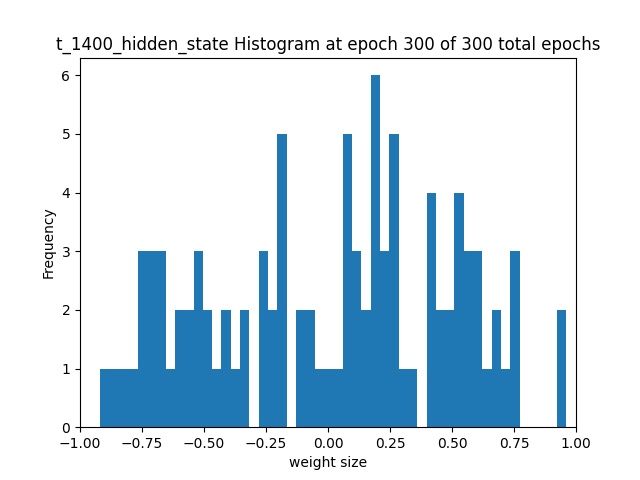 t_1400_hidden_state Histogram at epoch 300 of 300 total epochs
6
5
4
3
2
1
0
Frequency
−1.00 −0.75 −0.50 −0.25 0.00 0.25 0.50 0.75 1.00
weight size